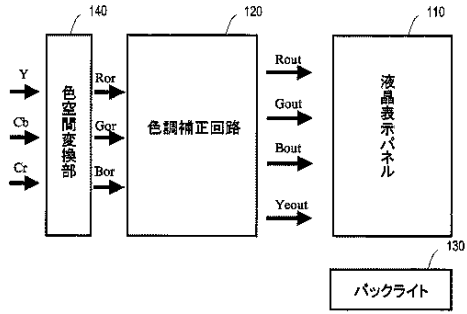 140
120
110
Y
Cb
Cr
色空間変換部
Ror
Gor
Bor
色調補正回路
Rout
Gout
Bout
Yeout
液晶表示パネル
130
バックライト